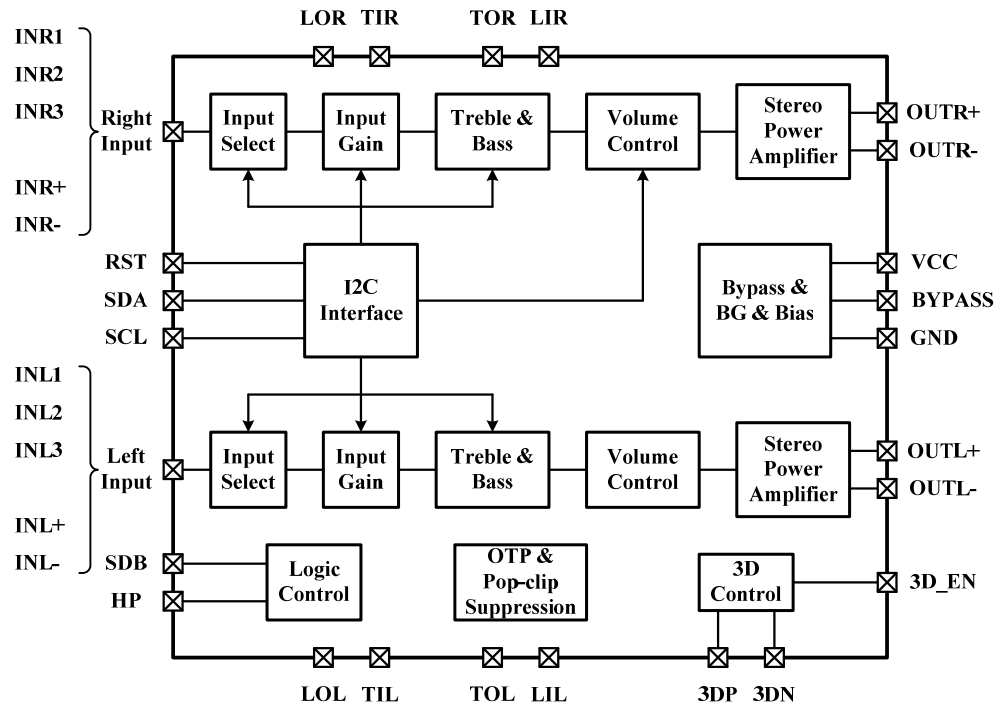 LOR TIR TOR LIR
INR1
INR2
INR3
INR+
INR-
Right
Input
Input
Select
Input
Gain
Treble &
Bass
Volume
Control
Stereo
Power
Amplifier
OUTR+
OUTR-
RST
SDA
SCL
I2C
Interface
Bypass &
BG & Bias
VCC
BYPASS
GND
INL1
INL2
INL3
INL+
INL-
Left
Input
Input
Select
Input
Gain
Treble &
Bass
Volume
Control
Stereo
Power
Amplifier
OUTL+
OUTL-
SDB
HP
Logic
Control
OTP &
Pop-clip
Suppression
3D
Control
3D_EN
LOL TIL TOL LIL 3DP 3DN